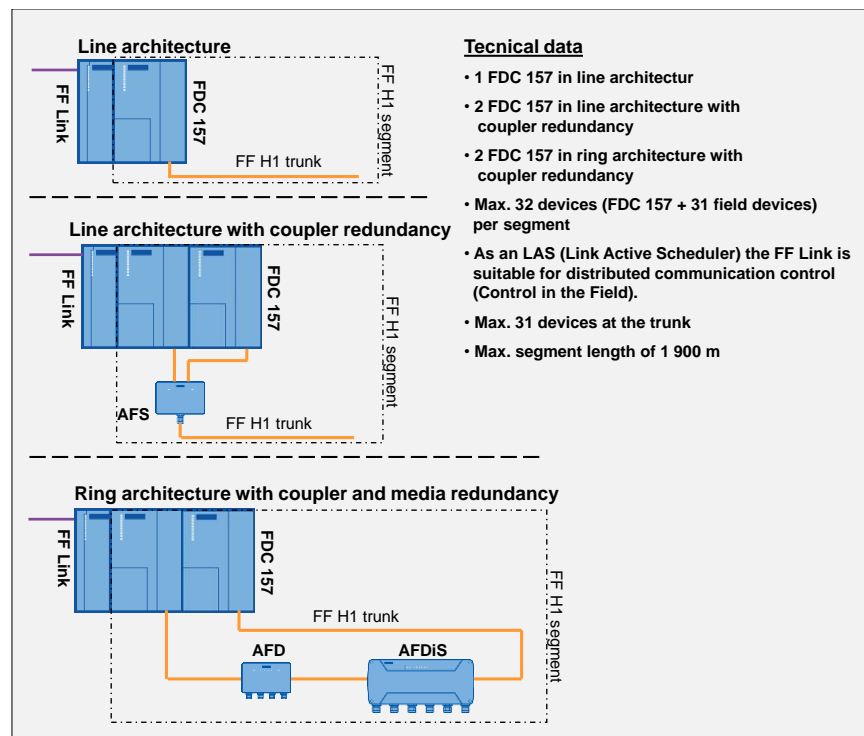 Line architecture
FF Link
FDC 157
FF H1 segment
FF H1 trunk
Line architecture with coupler redundancy
FF Link
FDC 157
FF H1 segment
AFS
FF H1 trunk
Ring architecture with coupler and media redundancy
FF Link
FDC 157
FF H1 segment
FF H1 trunk
AFD
AFDiS
Tecnical data
• 1 FDC 157 in line architectur
• 2 FDC 157 in line architecture with
coupler redundancy
• 2 FDC 157 in ring architecture with
coupler redundancy
• Max. 32 devices (FDC 157 + 31 field devices)
per segment
• As an LAS (Link Active Scheduler) the FF Link is
suitable for distributed communication control
(Control in the Field).
• Max. 31 devices at the trunk
• Max. segment length of 1 900 m